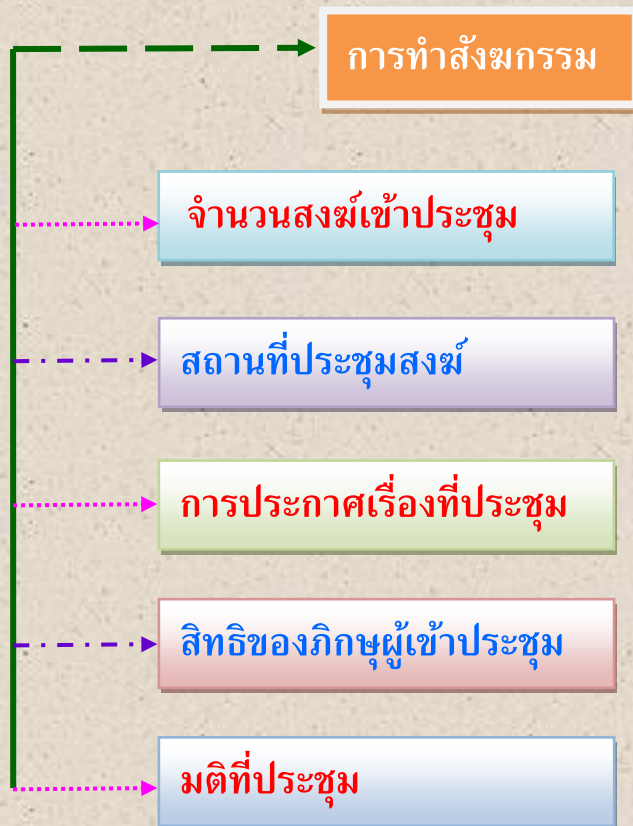 การทำสังฆกรรม
จำนวนสงฆ์เข้าประชุม
สถานที่ประชุมสงฆ์
การประกาศเรื่องที่ประชุม
สิทธิของภิกษุผู้เข้าประชุม
มติที่ประชุม